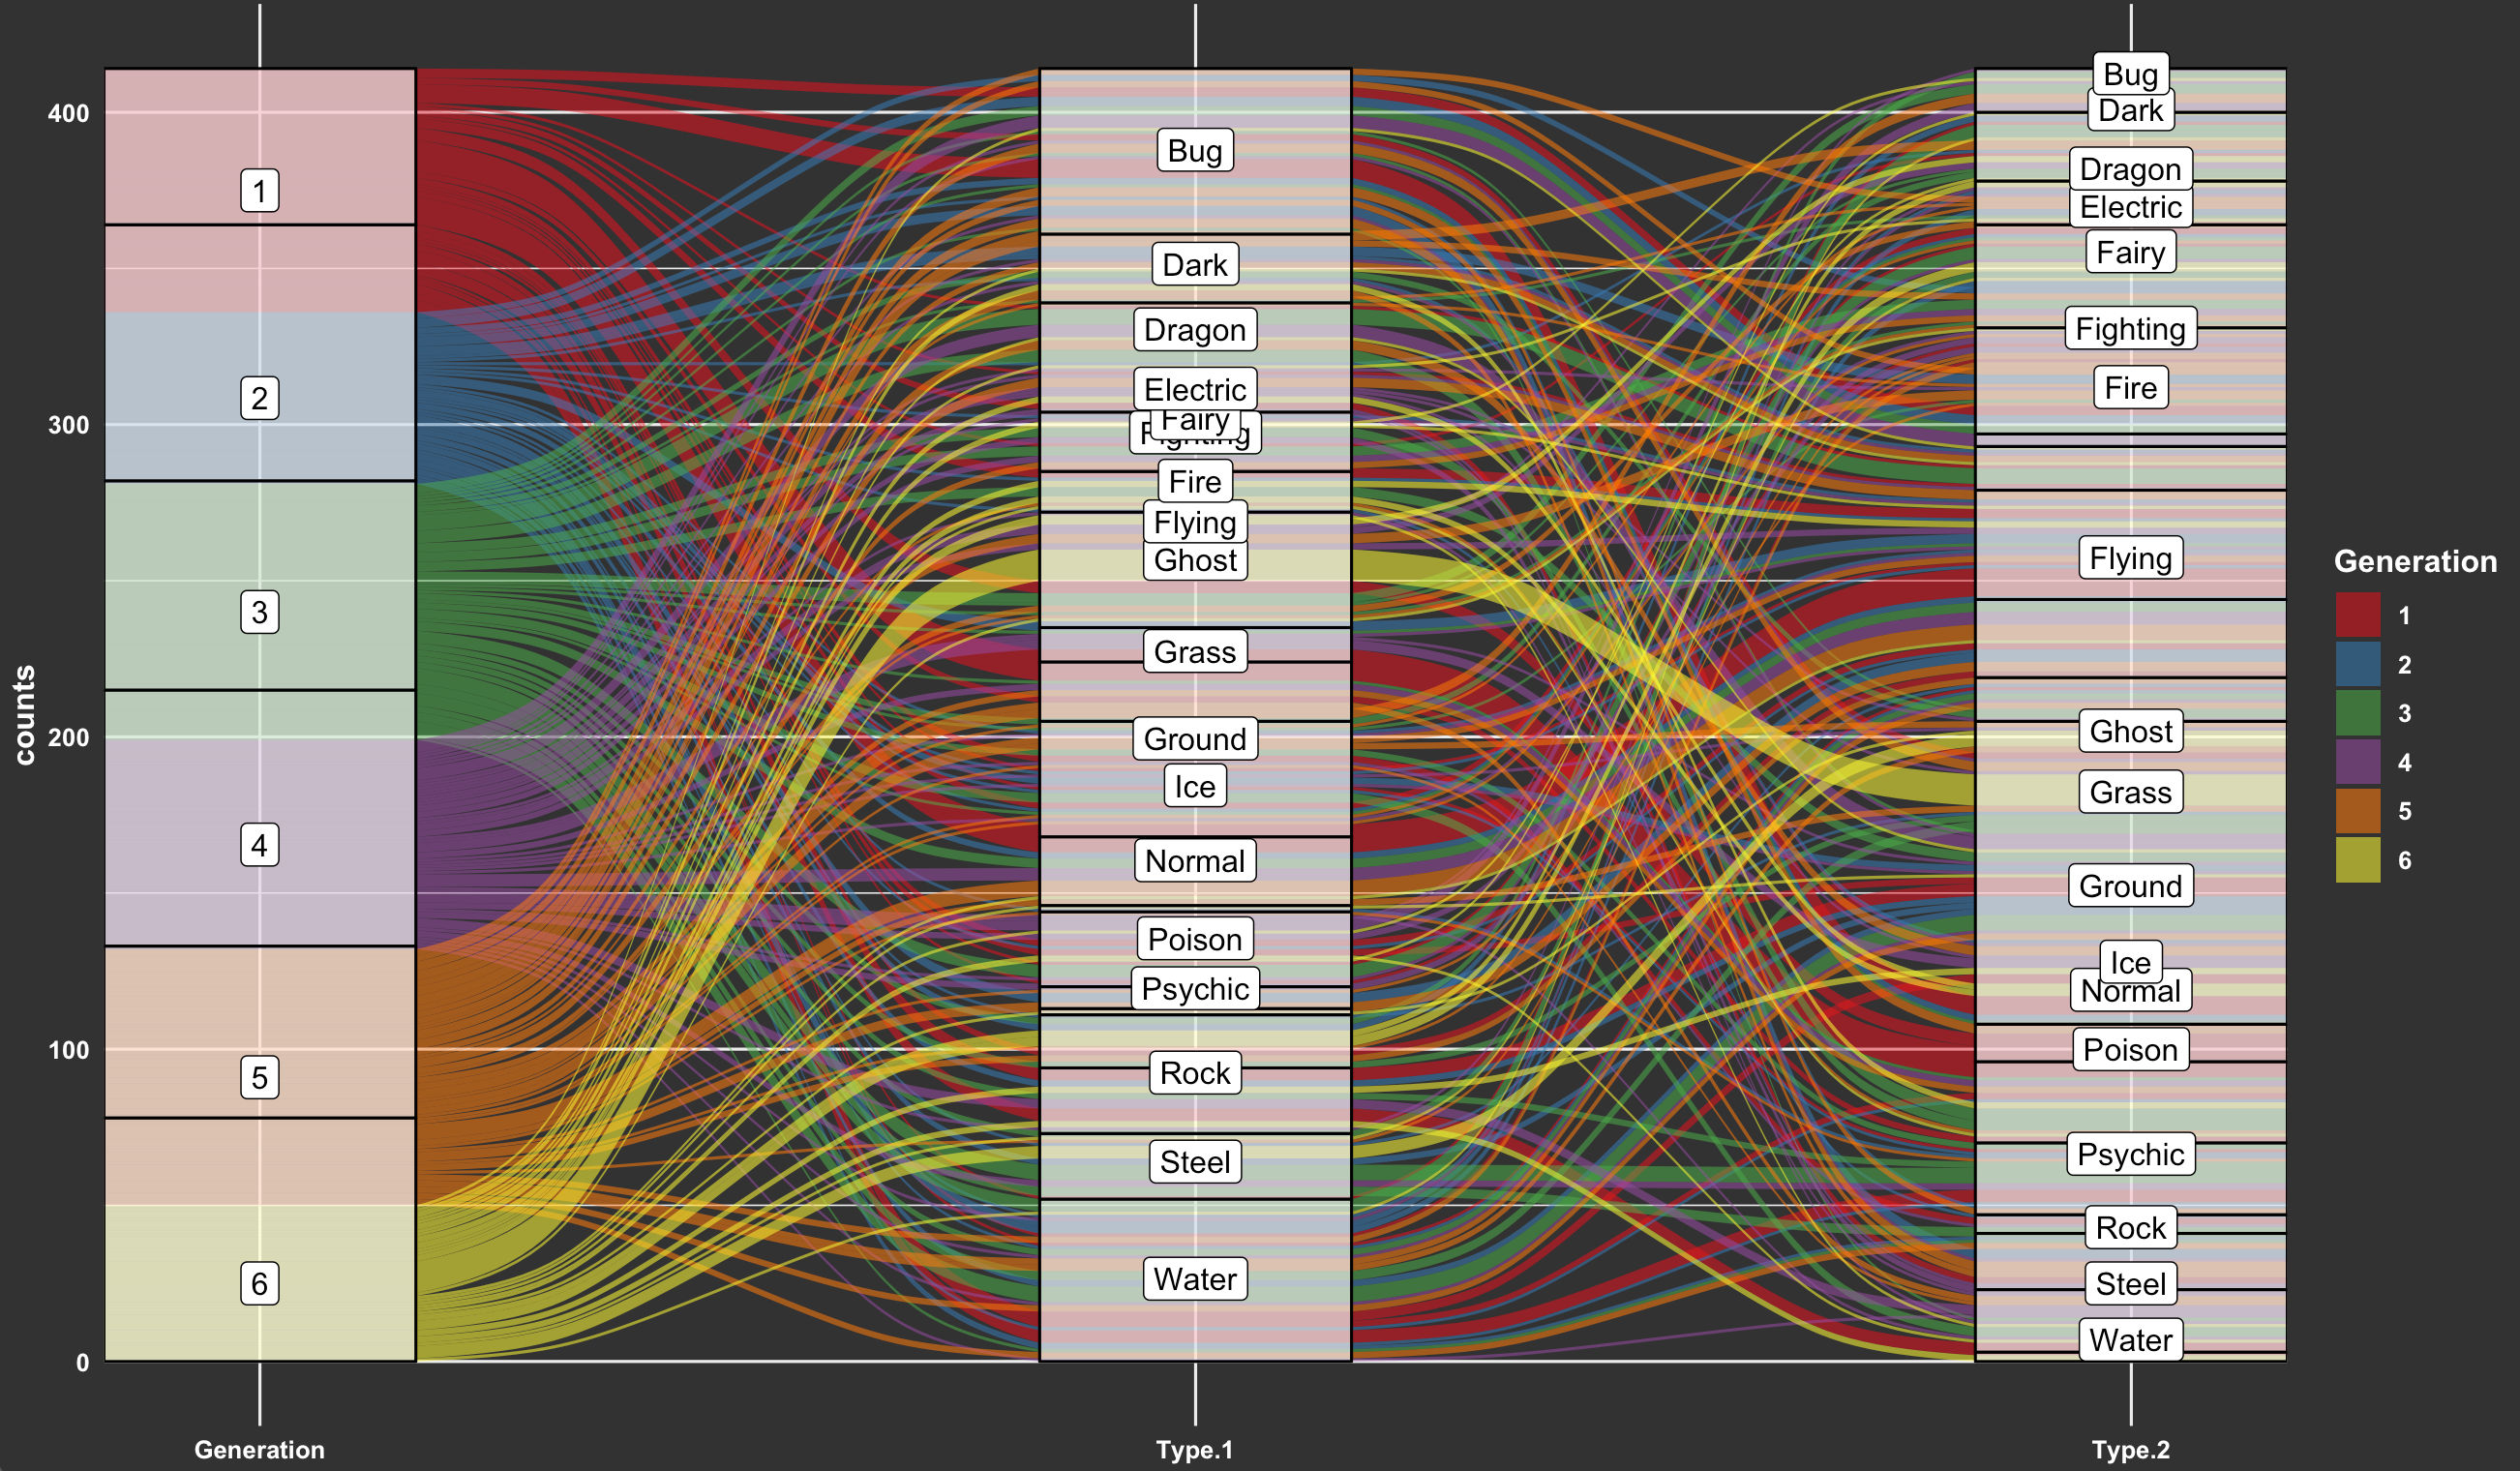 counts
400
300
200
100
0
1
2
3
4
5
6
Generation
Bug
Dark
Dragon
Electric
Fairy
Fighting
Fire
Flying
Ghost
Grass
Ground
Ice
Normal
Poison
Psychic
Rock
Steel
Water
Type.1
Bug
Dark
Dragon
Electric
Fairy
Fighting
Fire
Flying
Ghost
Grass
Ground
Ice
Normal
Poison
Psychic
Rock
Steel
Water
Type.2
Generation
1
2
3
4
5
6